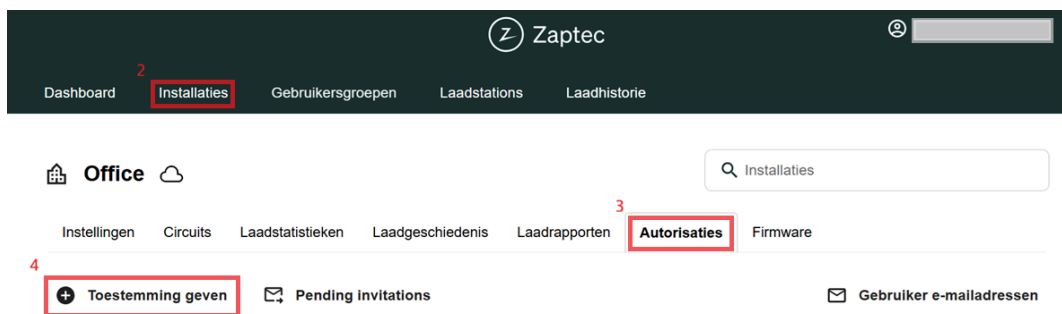 Zaptec
2
Dashboard Installaties Gebruikersgroepen Laadstations Laadhistorie
Office Installaties
3
Instellingen Circuits Laadstatistieken Laadgeschiedenis Laadrapporten Autorisaties Firmware
4
Toestemming geven Pending invitations Gebruiker e-mailadressen